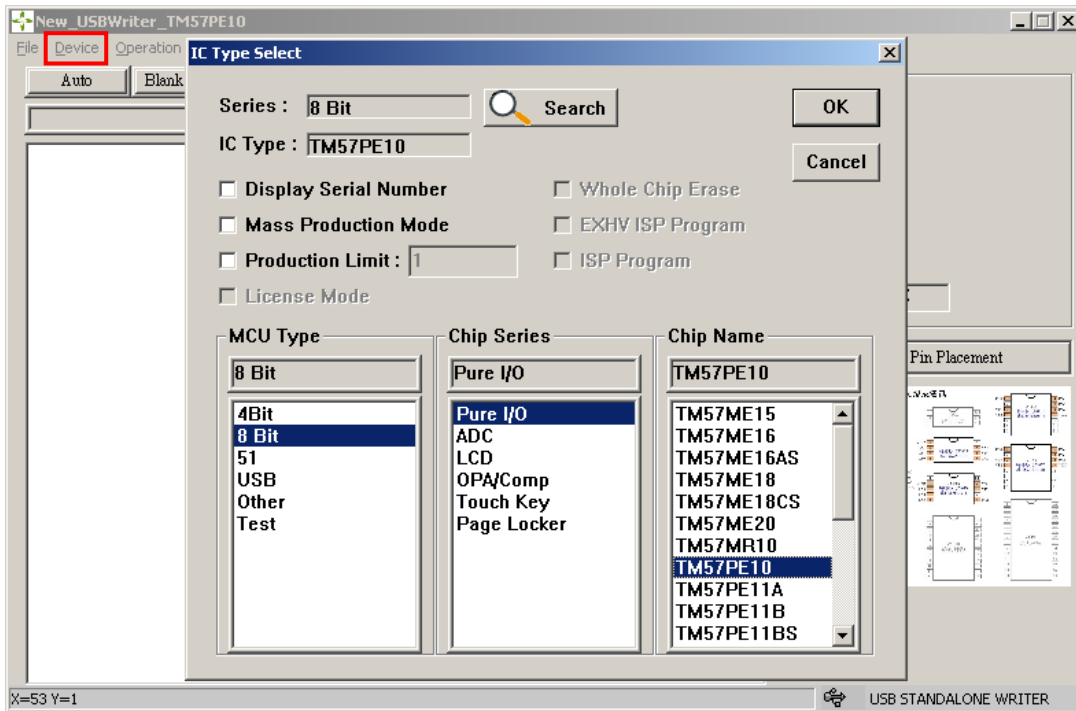 New_USBWriter_TM57PE10
File Device Operation
IC Type Select
Auto Blank
Series : 8 Bit Search OK
IC Type : TM57PE10 Cancel
Display Serial Number Whole Chip Erase
Mass Production Mode EXHV ISP Program
Production Limit : 1 ISP Program
License Mode
MCU Type Chip Series Chip Name
8 Bit Pure I/O TM57PE10
4Bit Pure I/O TM57ME15
8 Bit ADC TM57ME16
51 LCD TM57ME16AS
USB OPA/Comp TM57ME18
Other Touch Key TM57ME18CS
Test Page Locker TM57ME20
TM57MR10
TM57PE10
TM57PE11A
TM57PE11B
TM57PE11BS
Pin Placement
X=53 Y=1 USB STANDALONE WRITER